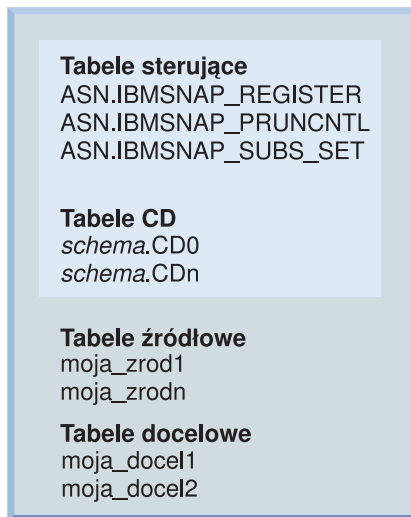 Tabele sterujące
ASN.IBMSNAP_REGISTER
ASN.IBMSNAP_PRUNCNTL
ASN.IBMSNAP_SUBS_SET
Tabele CD
schema.CD0
schema.CDn
Tabele źródłowe
moja_zrod1
moja_zrodn
Tabele docelowe
moja_docel1
moja_docel2